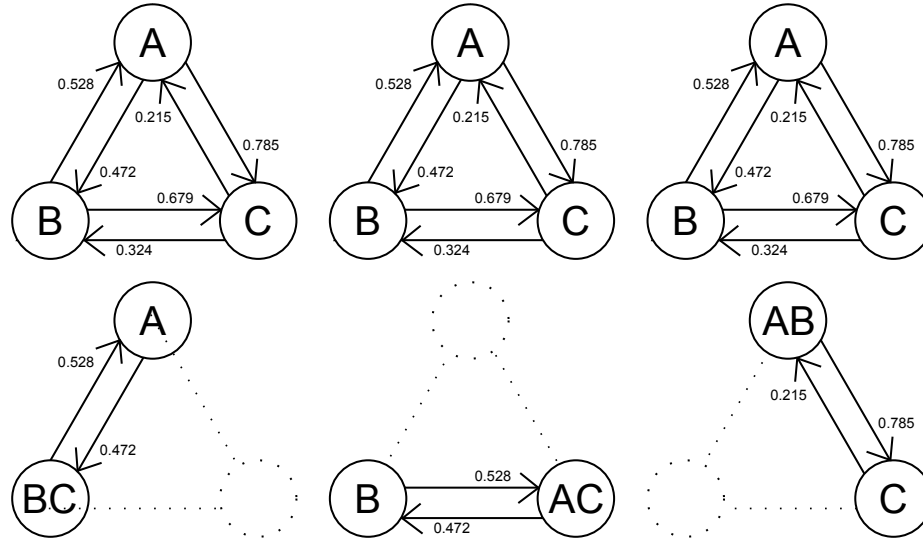 A A A
0.528 0.528 0.528
0.215 0.215 0.215
0.785 0.785 0.785
0.472 0.472 0.472
0.679 0.679 0.679
B C B C B C
0.324 0.324 0.324
A AB
0.528
0.215
0.785
0.472
0.528
BC B AC C
0.472